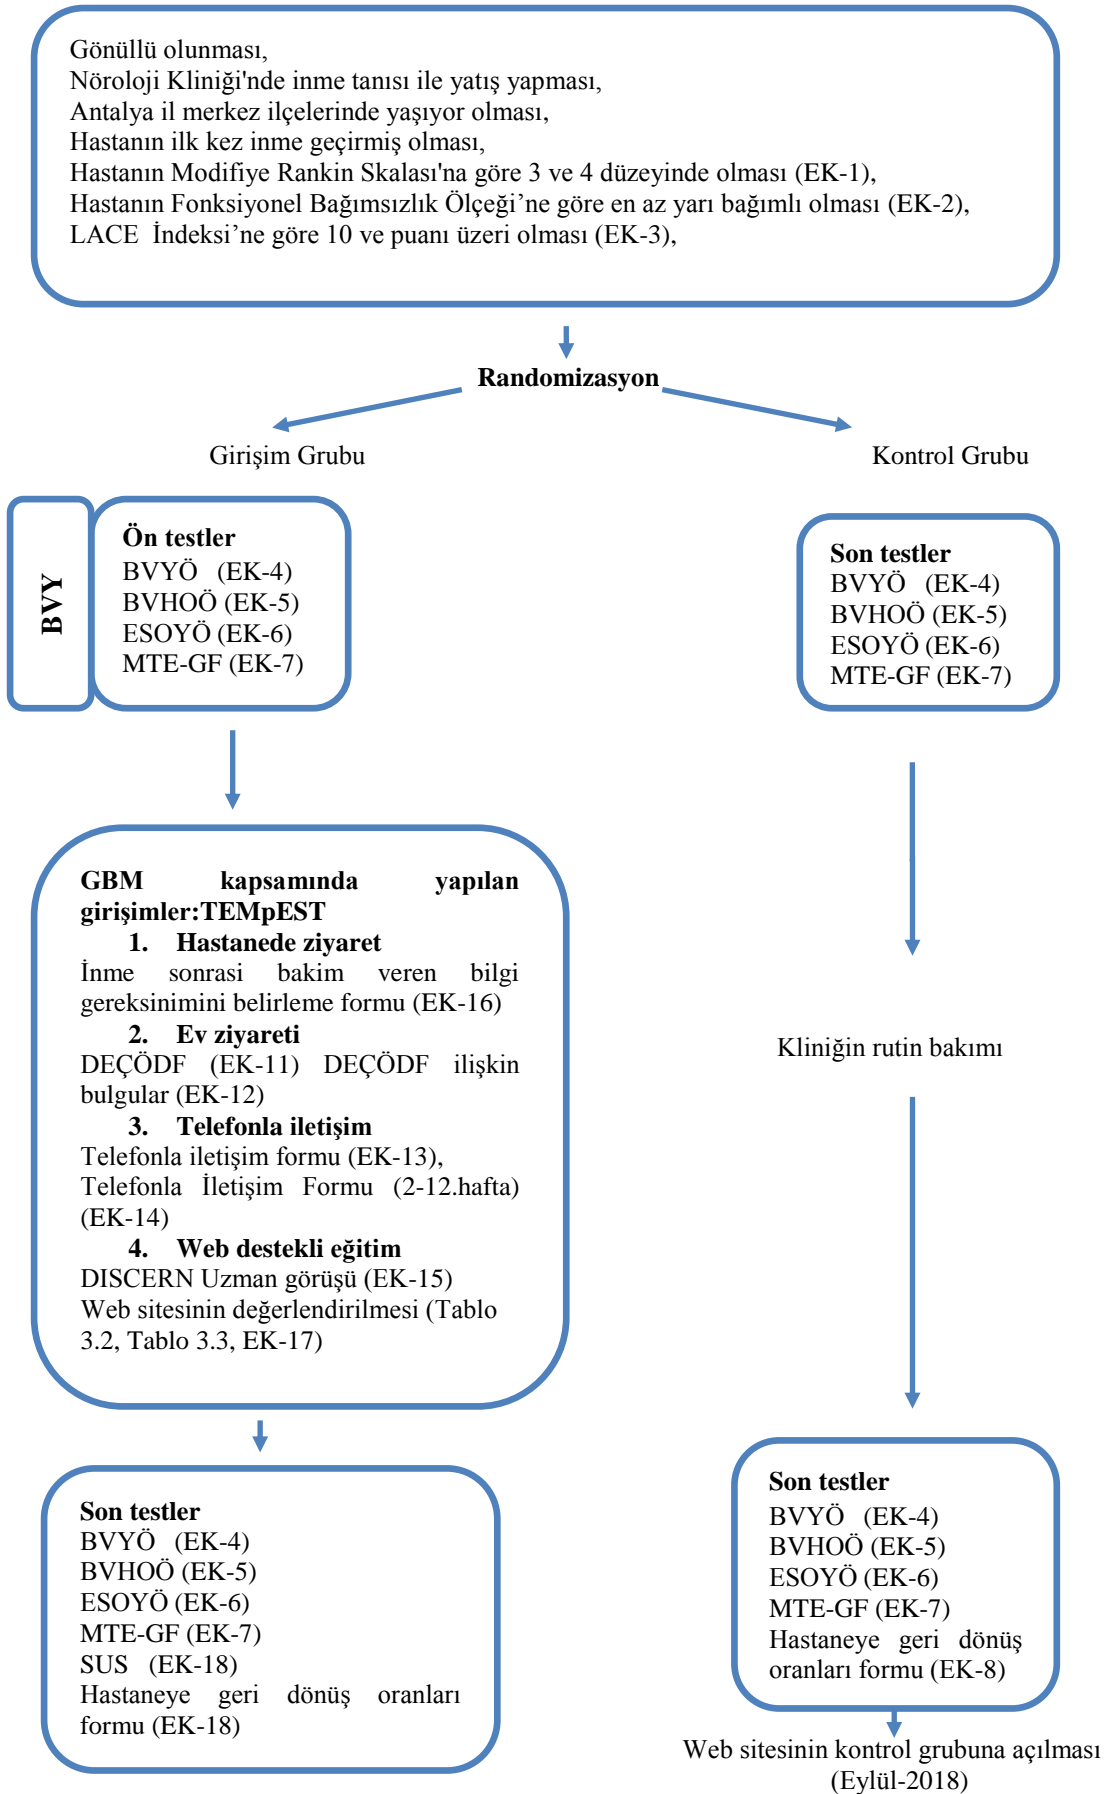 Gönüllü olunması,
Nöroloji Kliniği'nde inme tanısı ile yatış yapması,
Antalya il merkez ilçelerinde yaşıyor olması,
Hastanın ilk kez inme geçirmiş olması,
Hastanın Modifiye Rankin Skalası'na göre 3 ve 4 düzeyinde olması (EK-1),
Hastanın Fonksiyonel Bağımsızlık Ölçeği’ne göre en az yarı bağımlı olması (EK-2),
LACE İndeksi’ne göre 10 ve puanı üzeri olması (EK-3),
Randomizasyon
Girişim Grubu
Kontrol Grubu
BVY
Ön testler
BVYÖ (EK-4)
BVHOÖ (EK-5)
ESOYÖ (EK-6)
MTE-GF (EK-7)
Son testler
BVYÖ (EK-4)
BVHOÖ (EK-5)
ESOYÖ (EK-6)
MTE-GF (EK-7)
GBM kapsamında yapılan
girişimler:TEMpEST
1. Hastanede ziyaret
İnme sonrasi bakim veren bilgi
gereksinimini belirleme formu (EK-16)
2. Ev ziyareti
DEÇÖDF (EK-11) DEÇÖDF ilişkin
bulgular (EK-12)
3. Telefonla iletişim
Telefonla iletişim formu (EK-13),
Telefonla İletişim Formu (2-12.hafta)
(EK-14)
4. Web destekli eğitim
DISCERN Uzman görüşü (EK-15)
Web sitesinin değerlendirilmesi (Tablo
3.2, Tablo 3.3, EK-17)
Kliniğin rutin bakımı
Son testler
BVYÖ (EK-4)
BVHOÖ (EK-5)
ESOYÖ (EK-6)
MTE-GF (EK-7)
SUS (EK-18)
Hastaneye geri dönüş oranları
formu (EK-18)
Son testler
BVYÖ (EK-4)
BVHOÖ (EK-5)
ESOYÖ (EK-6)
MTE-GF (EK-7)
Hastaneye geri dönüş
oranları formu (EK-8)
Web sitesinin kontrol grubuna açılması
(Eylül-2018)